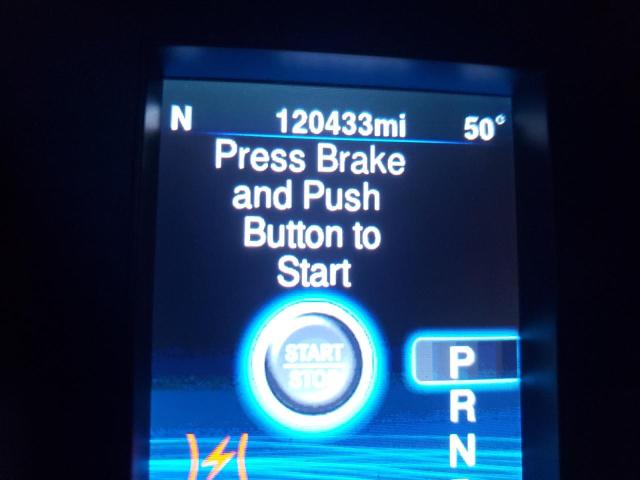 N 120433mi 50°
Press Brake
and Push
Button to
Start
START
STOP
P
R
N